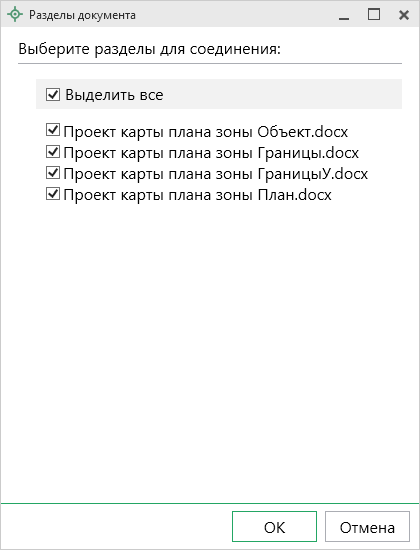 Разделы документа
Выберите разделы для соединения:
Выделить все
Проект карты плана зоны Объект.docx
Проект карты плана зоны Границы.docx
Проект карты плана зоны ГраницыУ.docx
Проект карты плана зоны План.docx
ОК
Отмена